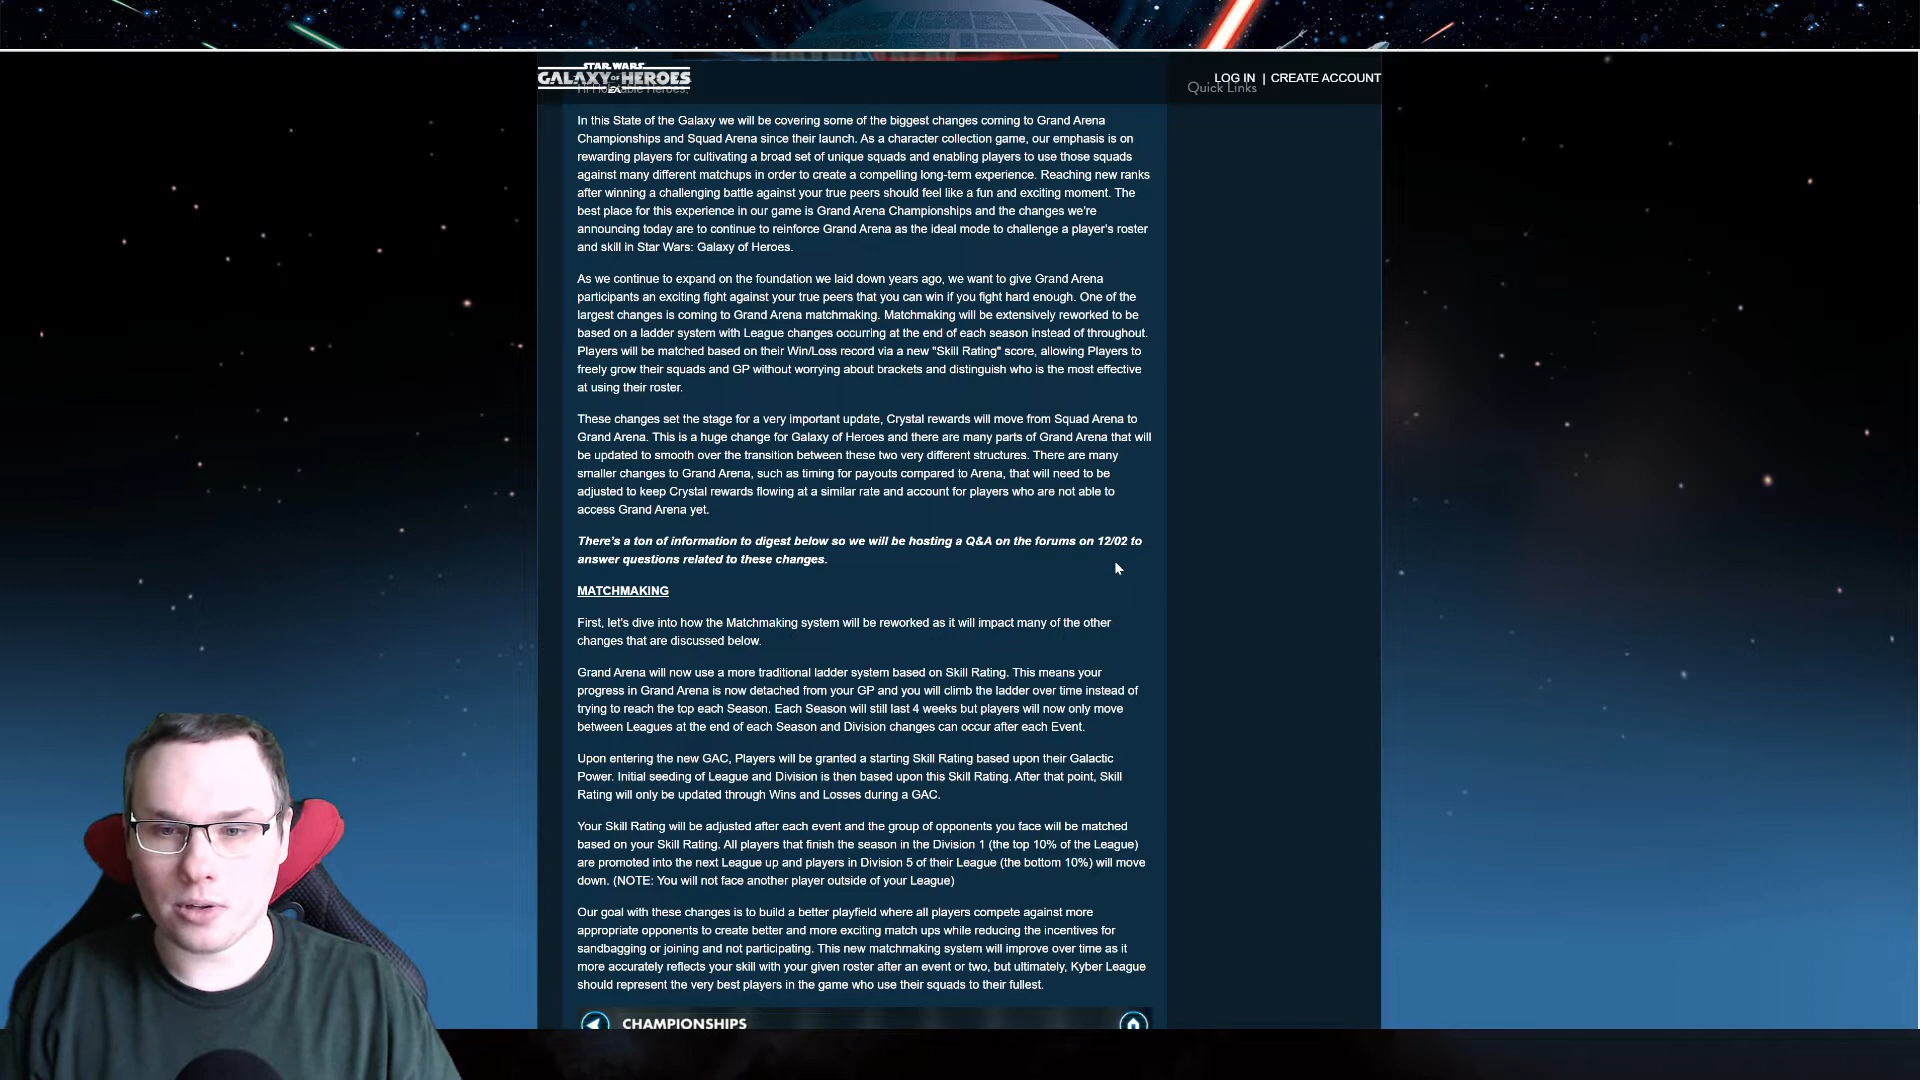 STAR WARS
GALAXY OF HEROES
EA
LOG IN | CREATE ACCOUNT
Quick Links
In this State of the Galaxy we will be covering some of the biggest changes coming to Grand Arena
Championships and Squad Arena since their launch. As a character collection game, our emphasis is on
rewarding players for cultivating a broad set of unique squads and enabling players to use those squads
against many different matchups in order to create a compelling long-term experience. Reaching new ranks
after winning a challenging battle against your true peers should feel like a fun and exciting moment. The
best place for this experience in our game is Grand Arena Championships and the changes we're
announcing today are to continue to reinforce Grand Arena as the ideal mode to challenge a player's roster
and skill in Star Wars: Galaxy of Heroes.
As we continue to expand on the foundation we laid down years ago, we want to give Grand Arena
participants an exciting fight against your true peers that you can win if you fight hard enough. One of the
largest changes is coming to Grand Arena matchmaking. Matchmaking will be extensively reworked to be
based on a ladder system with League changes occurring at the end of each season instead of throughout.
Players will be matched based on their Win/Loss record via a new "Skill Rating" score, allowing Players to
freely grow their squads and GP without worrying about brackets and distinguish who is the most effective
at using their roster.
These changes set the stage for a very important update, Crystal rewards will move from Squad Arena to
Grand Arena. This is a huge change for Galaxy of Heroes and there are many parts of Grand Arena that will
be updated to smooth over the transition between these two very different structures. There are many
smaller changes to Grand Arena, such as timing for payouts compared to Arena, that will need to be
adjusted to keep Crystal rewards flowing at a similar rate and account for players who are not able to
access Grand Arena yet.
There's a ton of information to digest below so we will be hosting a Q&A on the forums on 12/02 to
answer questions related to these changes.
MATCHMAKING
First, let's dive into how the Matchmaking system will be reworked as it will impact many of the other
changes that are discussed below.
Grand Arena will now use a more traditional ladder system based on Skill Rating. This means your
progress in Grand Arena is now detached from your GP and you will climb the ladder over time instead of
trying to reach the top each Season. Each Season will still last 4 weeks but players will now only move
between Leagues at the end of each Season and Division changes can occur after each Event.
Upon entering the new GAC, Players will be granted a starting Skill Rating based upon their Galactic
Power. Initial seeding of League and Division is then based upon this Skill Rating. After that point, Skill
Rating will only be updated through Wins and Losses during a GAC.
Your Skill Rating will be adjusted after each event and the group of opponents you face will be matched
based on your Skill Rating. All players that finish the season in the Division 1 (the top 10% of the League)
are promoted into the next League up and players in Division 5 of their League (the bottom 10%) will move
down. (NOTE: You will not face another player outside of your League)
Our goal with these changes is to build a better playfield where all players compete against more
appropriate opponents to create better and more exciting match ups while reducing the incentives for
sandbagging or joining and not participating. This new matchmaking system will improve over time as it
more accurately reflects your skill with your given roster after an event or two, but ultimately, Kyber League
should represent the very best players in the game who use their squads to their fullest.
CHAMPIONSHIPS